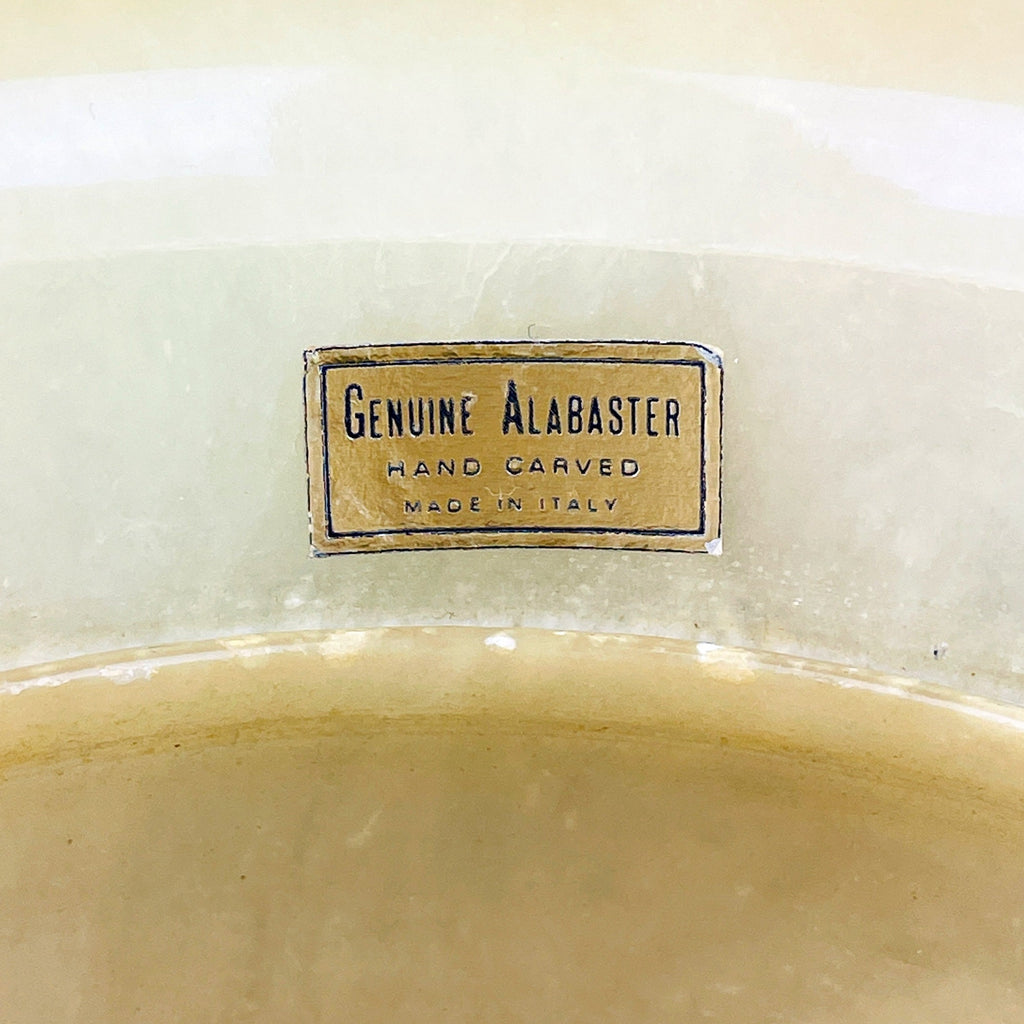 GENUINE ALABASTER
HAND CARVED
MADE IN ITALY